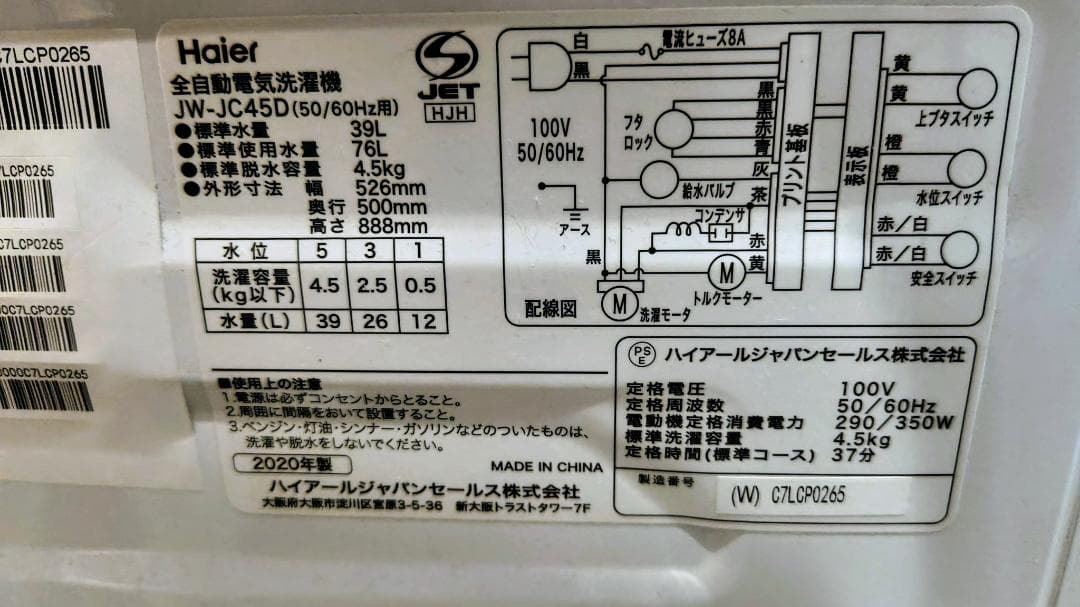 C7LCP0265
7LCP0265
C7LCP0265
00C7LCP0265
0000C7LCP0265
Haier
全自動電気洗濯機
JW-JC45D(50/60Hz用)
●標準水量 39L
●標準使用水量 76L
●標準脱水容量 4.5kg
●外形寸法 幅 526mm
奥行 500mm
高さ 888mm
JET
HJH
水位 5 3 1
洗濯容量(kg以下) 4.5 2.5 0.5
水量(L) 39 26 12
白
電流ヒューズ8A
黒
100V
50/60Hz
アース
フタロック
黒
黒
赤
青
灰
給水バルブ
茶
コンデンサ
赤
黒
黄
M
トルクモーター
M
洗濯モータ
配線図
プリント基板
表示板
黄
黄
上ブタスイッチ
橙
橙
水位スイッチ
赤/白
赤/白
安全スイッチ
■使用上の注意
1.電源は必ずコンセントからとること。
2.周囲に間隔をおいて設置すること。
3.ベンジン・灯油・シンナー・ガソリンなどのついたものは、
洗濯や脱水をしないでください。
2020年製
MADE IN CHINA
ハイアールジャパンセールス株式会社
大阪府大阪市淀川区宮原3-5-36 新大阪トラストタワー7F
PSE ハイアールジャパンセールス株式会社
定格電圧 100V
定格周波数 50/60Hz
電動機定格消費電力 290/350W
標準洗濯容量 4.5kg
定格時間(標準コース) 37分
製造番号 (W) C7LCP0265